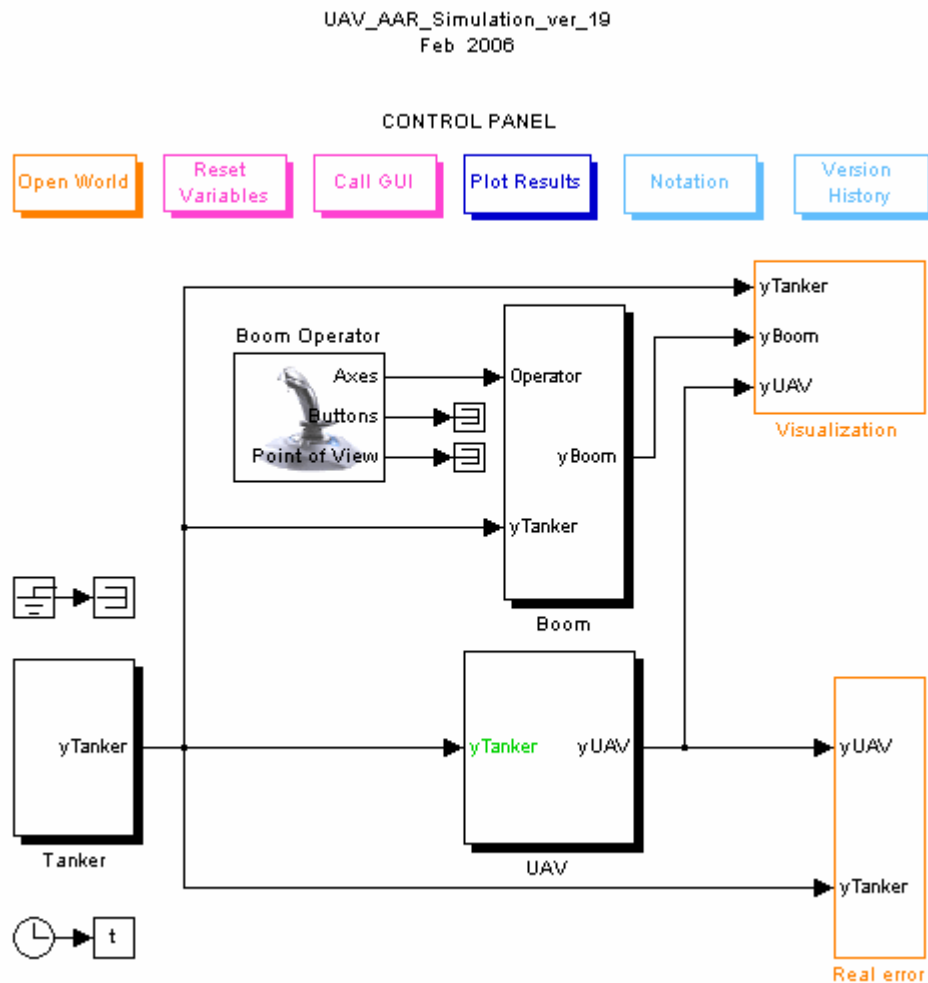 UAV_AAR_Simulation_ver_19
Feb 2006
CONTROL PANEL
Open World
Reset
Variables
Call GUI
Plot Results
Notation
Version
History
yTanker
yBoom
yUAV
Visualization
Boom Operator
Axes
Buttons
Point of View
Operator
yBoom
yTanker
Boom
yTanker
Tanker
yTanker
yUAV
UAV
yUAV
yTanker
Real error
t